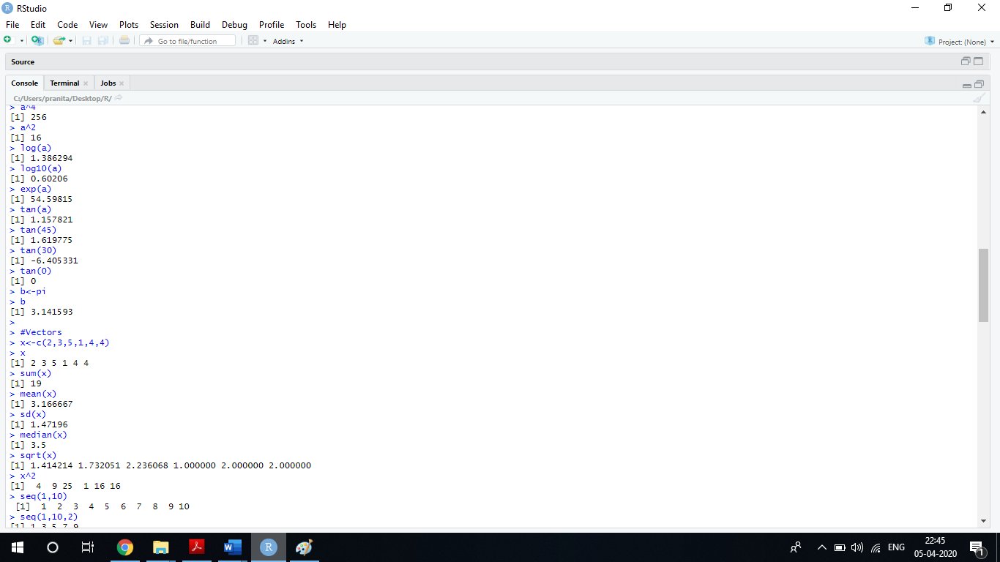 RStudio
File Edit Code View Plots Session Build Debug Profile Tools Help
Go to file/function Addins Project: (None)
Source
Console Terminal Jobs
C:/Users/pranita/Desktop/R/
> a^4
[1] 256
> a^2
[1] 16
> log(a)
[1] 1.386294
> log10(a)
[1] 0.60206
> exp(a)
[1] 54.59815
> tan(a)
[1] 1.157821
> tan(45)
[1] 1.619775
> tan(30)
[1] -6.405331
> tan(0)
[1] 0
> b<-pi
> b
[1] 3.141593
>
> #Vectors
> x<-c(2,3,5,1,4,4)
> x
[1] 2 3 5 1 4 4
> sum(x)
[1] 19
> mean(x)
[1] 3.166667
> sd(x)
[1] 1.47196
> median(x)
[1] 3.5
> sqrt(x)
[1] 1.414214 1.732051 2.236068 1.000000 2.000000 2.000000
> x^2
[1]  4  9 25  1 16 16
> seq(1,10)
 [1]  1  2  3  4  5  6  7  8  9 10
> seq(1,10,2)
[1] 1 3 5 7 9
ENG
22:45
05-04-2020
1